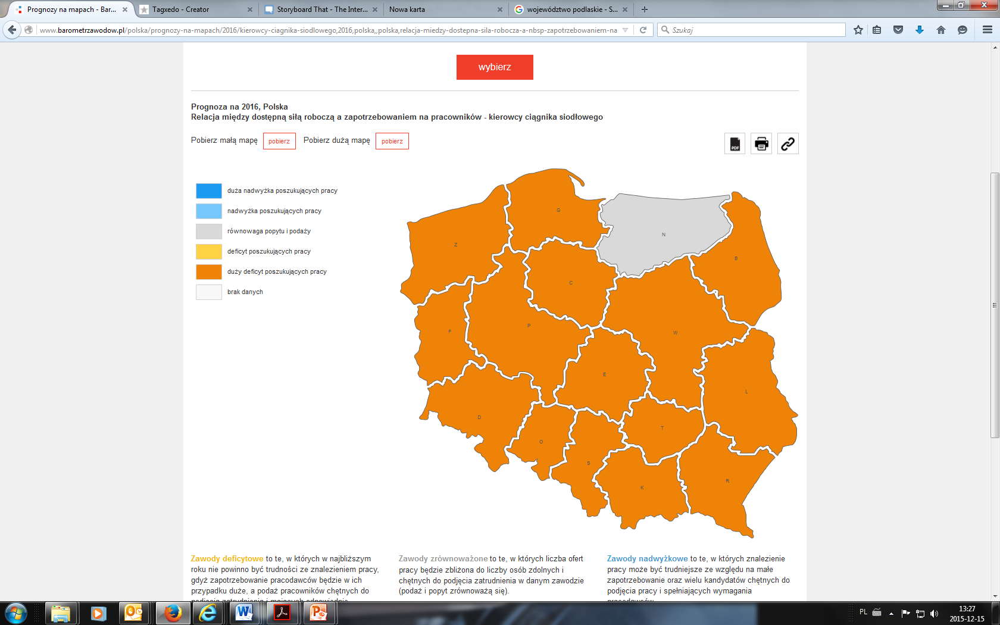 Prognozy na mapach - Bar...
Tagxedo - Creator
Storyboard That - The Inter...
Nowa karta
województwo podlaskie - S...
www.barometrzawodow.pl/polska/prognozy-na-mapach/2016/kierowcy-ciagnika-siodlowego,2016,polska,,polska,relacja-miedzy-dostepna-sila-robocza-a-nbsp-zapotrzebowaniem-na
Szukaj
wybierz
Prognoza na 2016, Polska
Relacja między dostępną siłą roboczą a zapotrzebowaniem na pracowników - kierowcy ciągnika siodłowego
Pobierz małą mapę pobierz Pobierz dużą mapę pobierz
PDF
duża nadwyżka poszukujących pracy
nadwyżka poszukujących pracy
równowaga popytu i podaży
deficyt poszukujących pracy
duży deficyt poszukujących pracy
brak danych
G
N
Z
B
C
P
F
W
E
L
D
T
O
S
R
K
Zawody deficytowe to te, w których w najbliższym
roku nie powinno być trudności ze znalezieniem pracy,
gdyż zapotrzebowanie pracodawców będzie w ich
przypadku duże, a podaż pracowników chętnych do
podjęcia zatrudnienia i mających odpowiednie
Zawody zrównoważone to te, w których liczba ofert
pracy będzie zbliżona do liczby osób zdolnych i
chętnych do podjęcia zatrudnienia w danym zawodzie
(podaż i popyt zrównoważą się).
Zawody nadwyżkowe to te, w których znalezienie
pracy może być trudniejsze ze względu na małe
zapotrzebowanie oraz wielu kandydatów chętnych do
podjęcia pracy i spełniających wymagania
pracodawców.
PL
13:27
2015-12-15